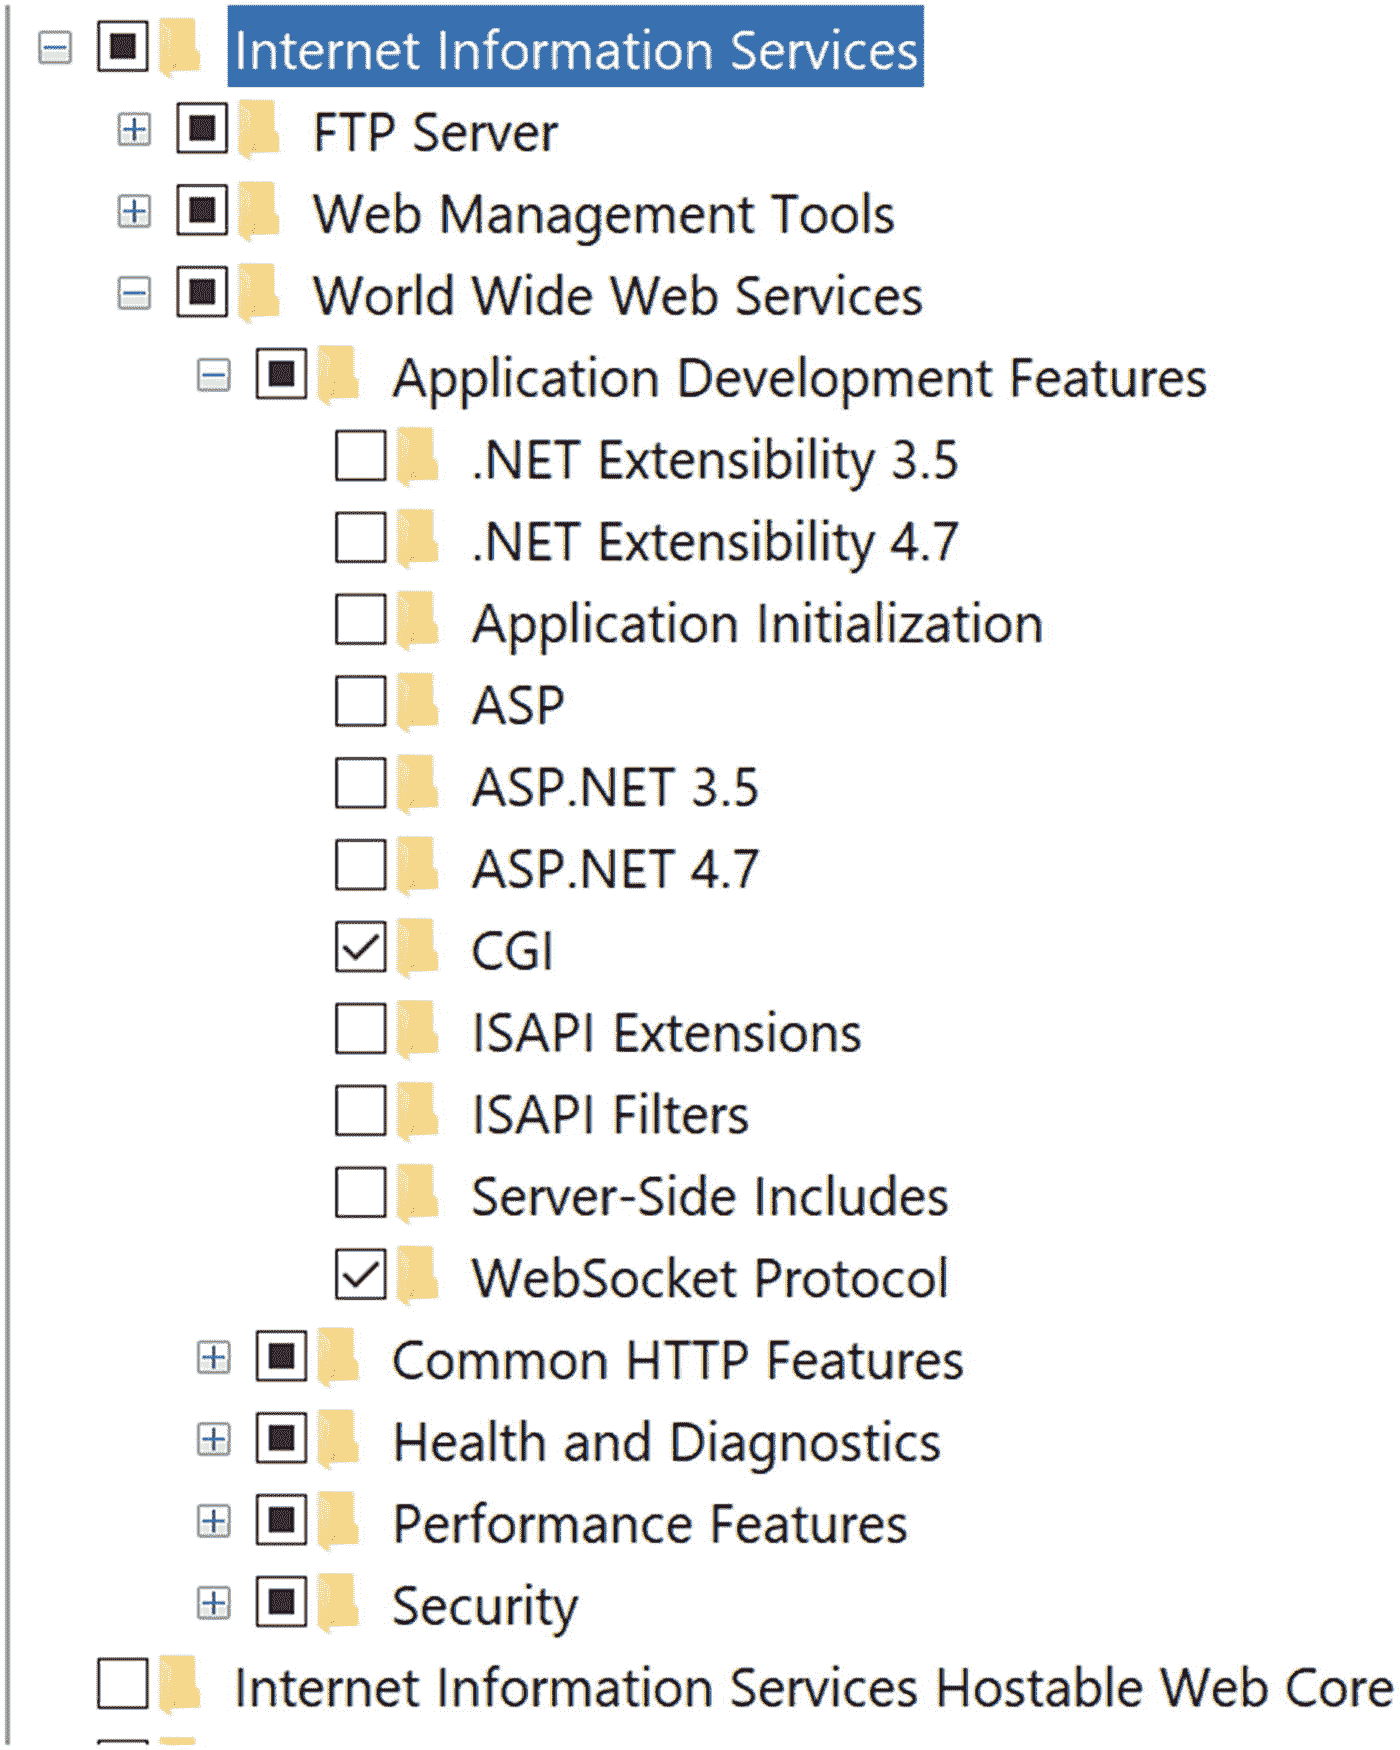 Internet Information Services
FTP Server
Web Management Tools
World Wide Web Services
Application Development Features
.NET Extensibility 3.5
.NET Extensibility 4.7
Application Initialization
ASP
ASP.NET 3.5
ASP.NET 4.7
CGI
ISAPI Extensions
ISAPI Filters
Server-Side Includes
WebSocket Protocol
Common HTTP Features
Health and Diagnostics
Performance Features
Security
Internet Information Services Hostable Web Core